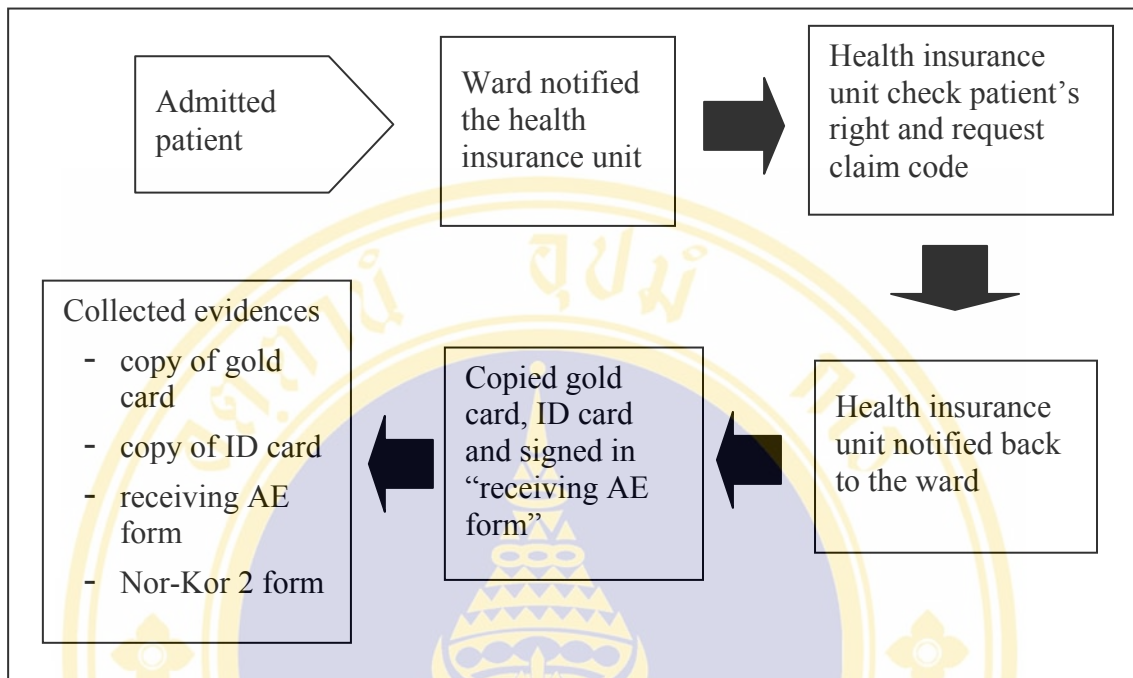 Admitted
patient
Ward notified
the health
insurance unit
Health insurance
unit check patient’s
right and request
claim code
Health insurance
unit notified back
to the ward
Copied gold
card, ID card
and signed in
“receiving AE
form”
Collected evidences
- copy of gold
card
- copy of ID card
- receiving AE
form
- Nor-Kor 2 form